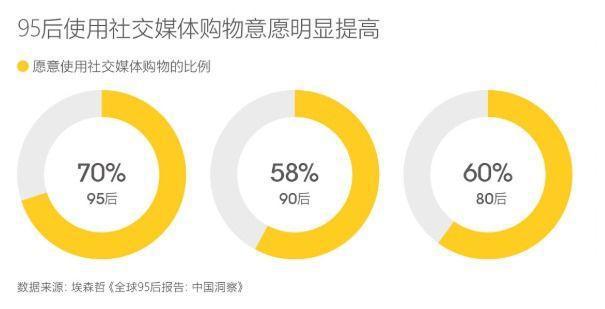 95后使用社交媒体购物意愿明显提高
愿意使用社交媒体购物的比例
70%
95后
58%
90后
60%
80后
数据来源：埃森哲《全球95后报告：中国洞察》